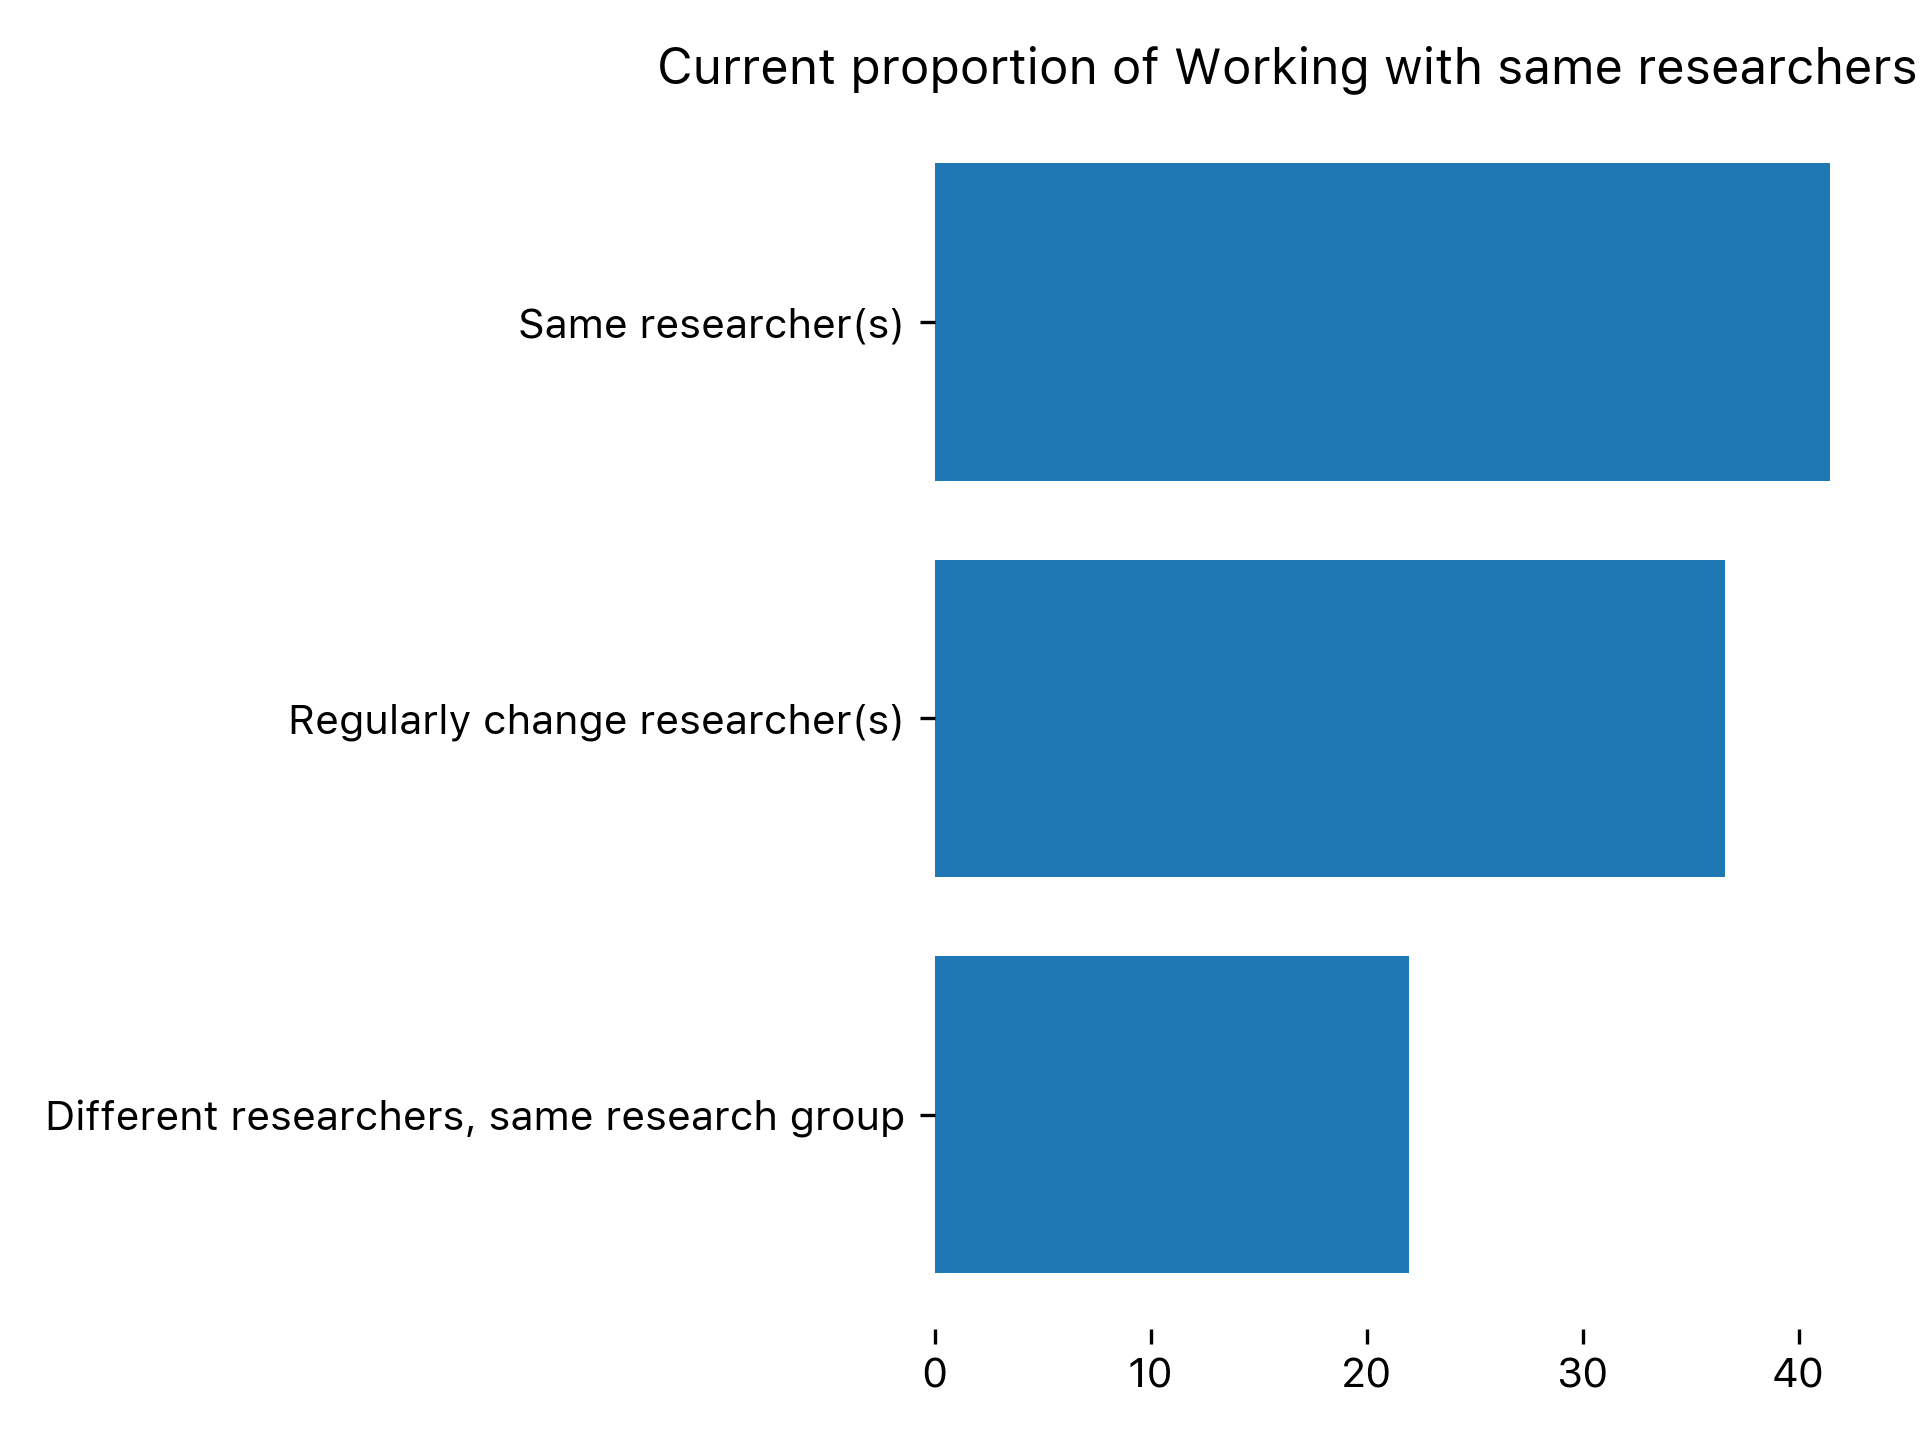 Current proportion of Working with same researchers
Same researcher(s)
Regularly change researcher(s)
Different researchers, same research group
0 10 20 30 40